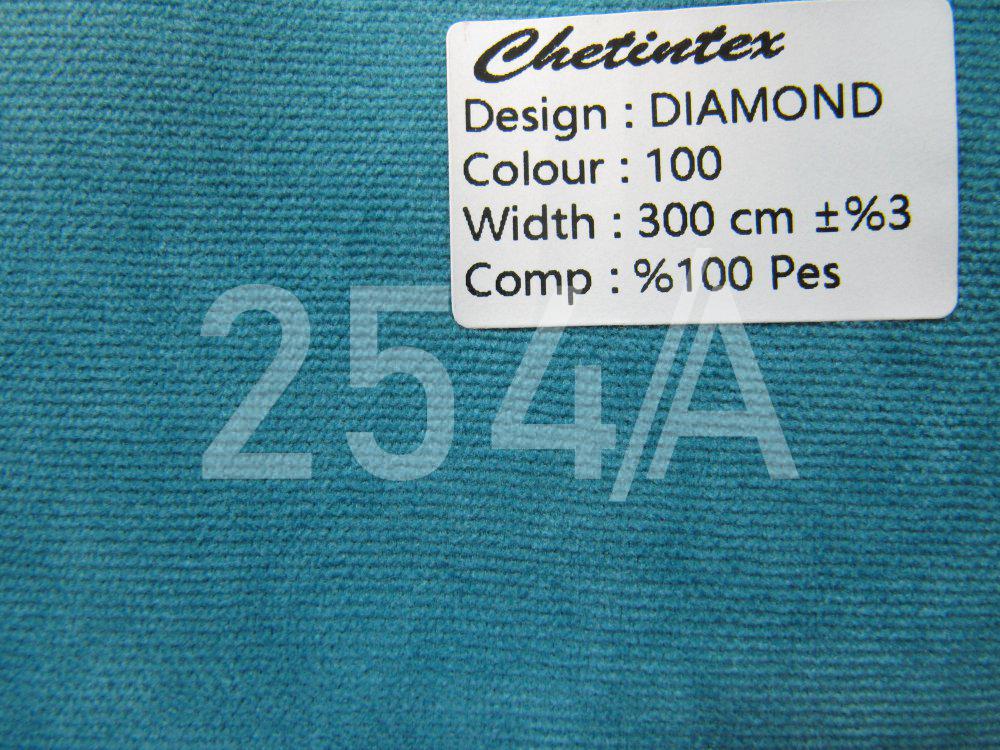 Chetintex
Design : DIAMOND
Colour : 100
Width : 300 cm ±%3
Comp : %100 Pes
254/A